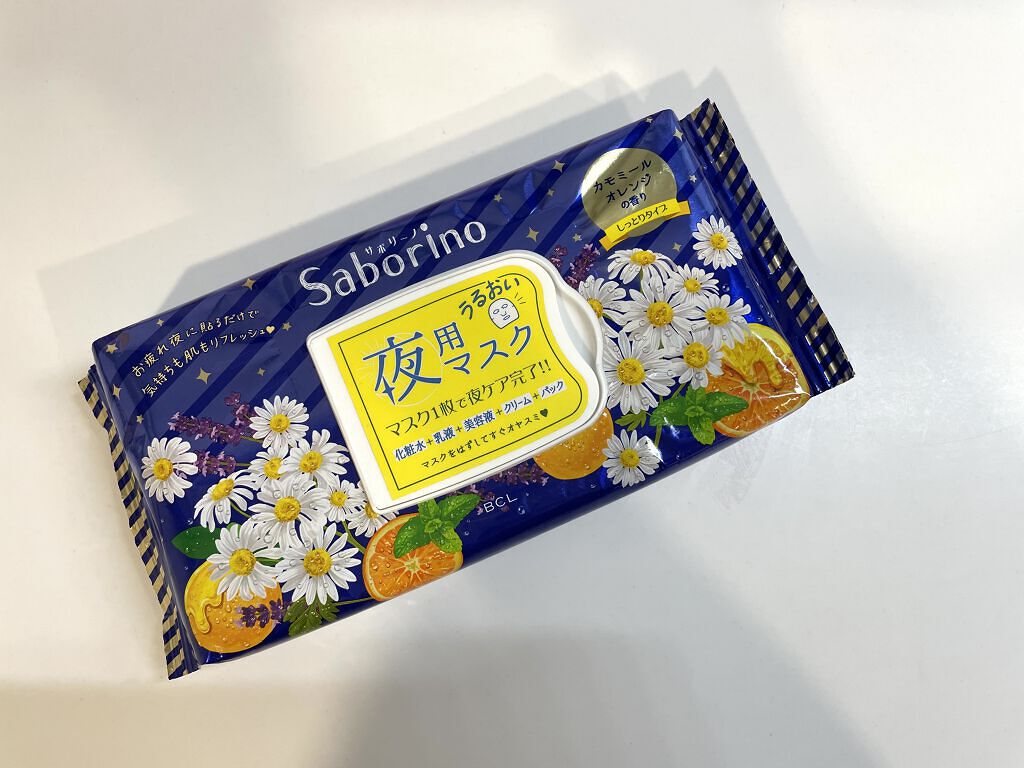 サボリーノ
Saborino
カモミール
オレンジ
の香り
しっとりタイプ
お疲れ夜に貼るだけで
気持ちも肌もリフレッシュ♥
うるおい
夜用
マスク
マスク1枚で夜ケア完了!!
化粧水+乳液+美容液+クリーム+パック
マスクをはずしてすぐオヤスミ♥
BCL